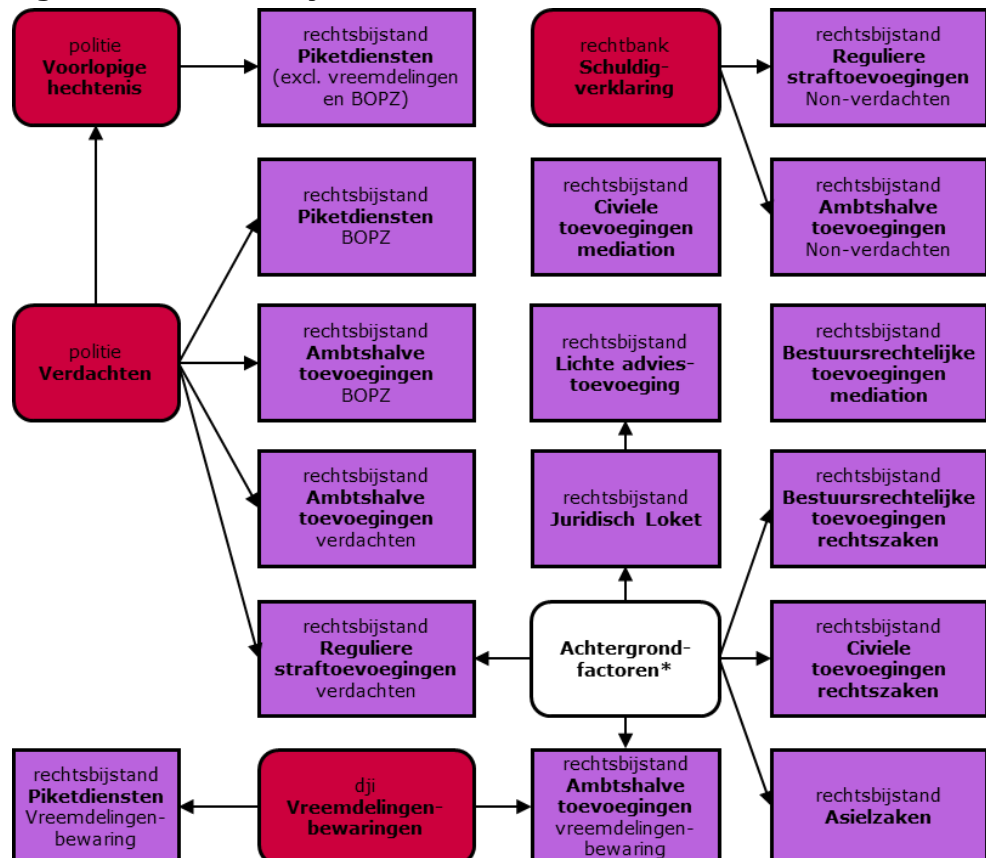 politie
Voorlopige
hechtenis
rechtsbijstand
Piketdiensten
(excl. vreemdelingen
en BOPZ)
rechtbank
Schuldig-
verklaring
rechtsbijstand
Reguliere
straftoevoegingen
Non-verdachten
rechtsbijstand
Piketdiensten
BOPZ
rechtsbijstand
Civiele
toevoegingen
mediation
rechtsbijstand
Ambtshalve
toevoegingen
Non-verdachten
politie
Verdachten
rechtsbijstand
Ambtshalve
toevoegingen
BOPZ
rechtsbijstand
Lichte advies-
toevoeging
rechtsbijstand
Bestuursrechtelijke
toevoegingen
mediation
rechtsbijstand
Ambtshalve
toevoegingen
verdachten
rechtsbijstand
Juridisch Loket
rechtsbijstand
Bestuursrechtelijke
toevoegingen
rechtszaken
rechtsbijstand
Reguliere
straftoevoegingen
verdachten
Achtergrond-
factoren*
rechtsbijstand
Civiele
toevoegingen
rechtszaken
rechtsbijstand
Piketdiensten
Vreemdelingen-
bewaring
dji
Vreemdelingen-
bewaringen
rechtsbijstand
Ambtshalve
toevoegingen
vreemdelingen-
bewaring
rechtsbijstand
Asielzaken